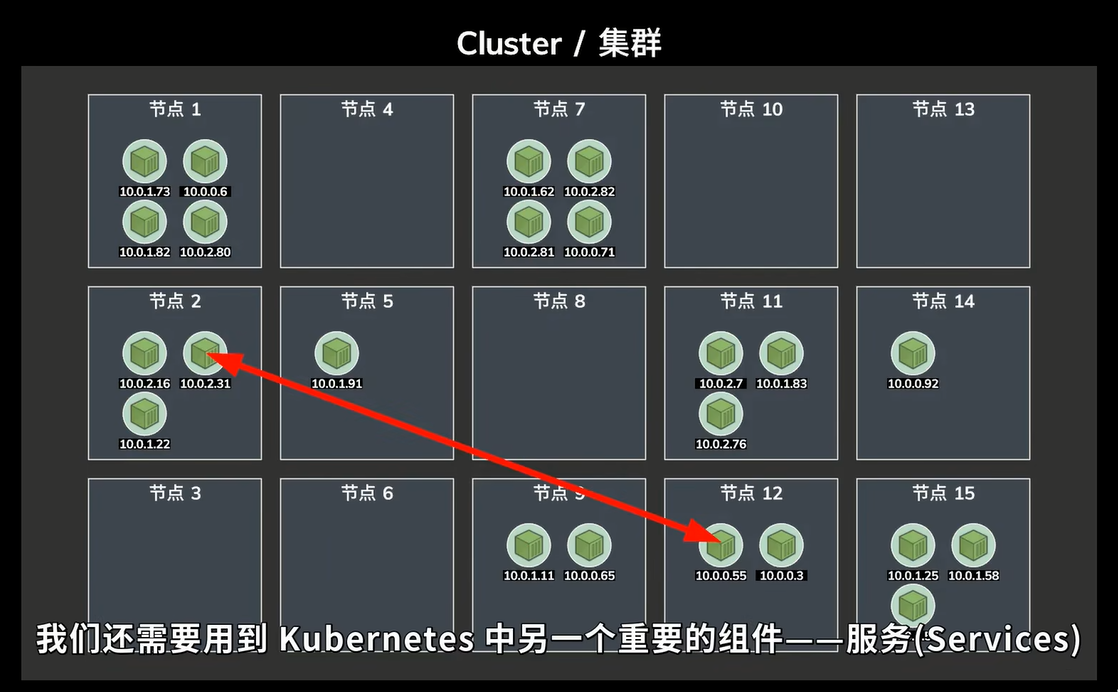 Cluster / 集群
节点 1
节点 4
节点 7
节点 10
节点 13
10.0.1.73 10.0.0.6
10.0.1.62 10.0.2.82
10.0.1.82 10.0.2.80
10.0.2.81 10.0.0.71
节点 2
节点 5
节点 8
节点 11
节点 14
10.0.2.16 10.0.2.31
10.0.1.91
10.0.2.7 10.0.1.83
10.0.0.92
10.0.1.22
10.0.2.76
节点 3
节点 6
节点 9
节点 12
节点 15
10.0.1.11 10.0.0.65
10.0.0.55 10.0.0.3
10.0.1.25 10.0.1.58
我们还需要用到 Kubernetes 中另一个重要的组件——服务(Services)